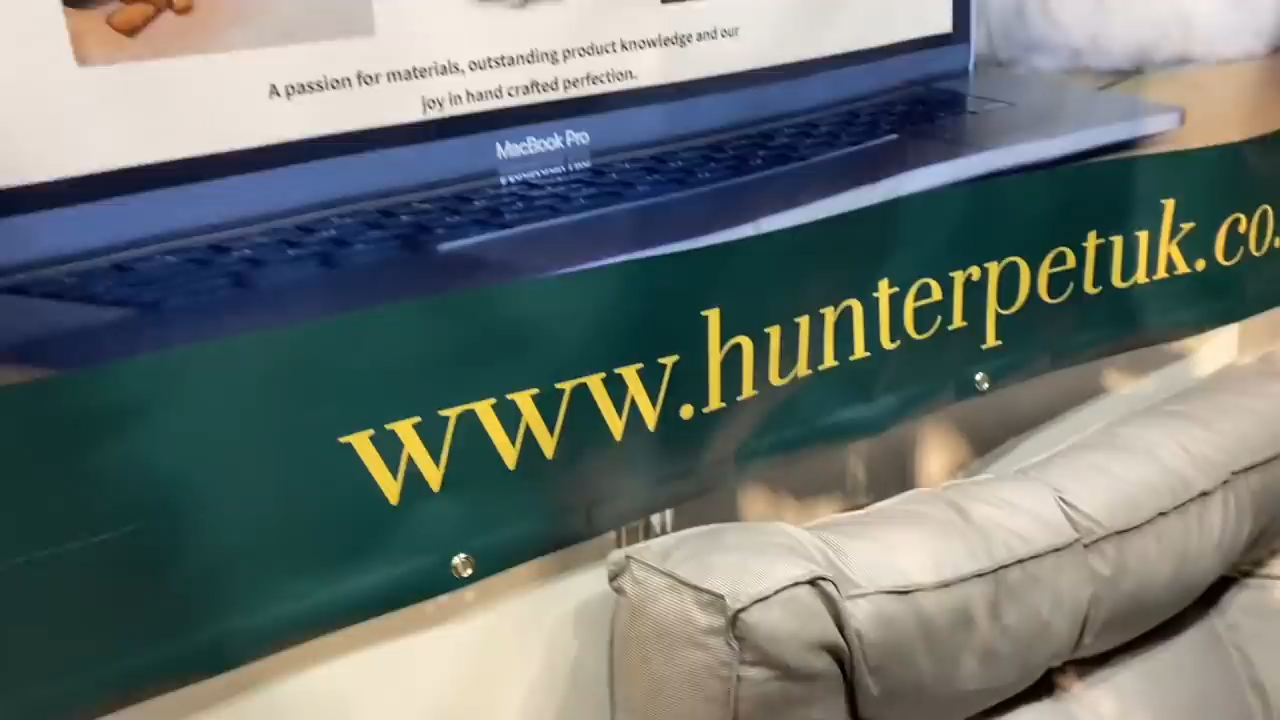 A passion for materials, outstanding product knowledge and our
joy in hand crafted perfection.
MacBook Pro
www.hunterpetuk.co.